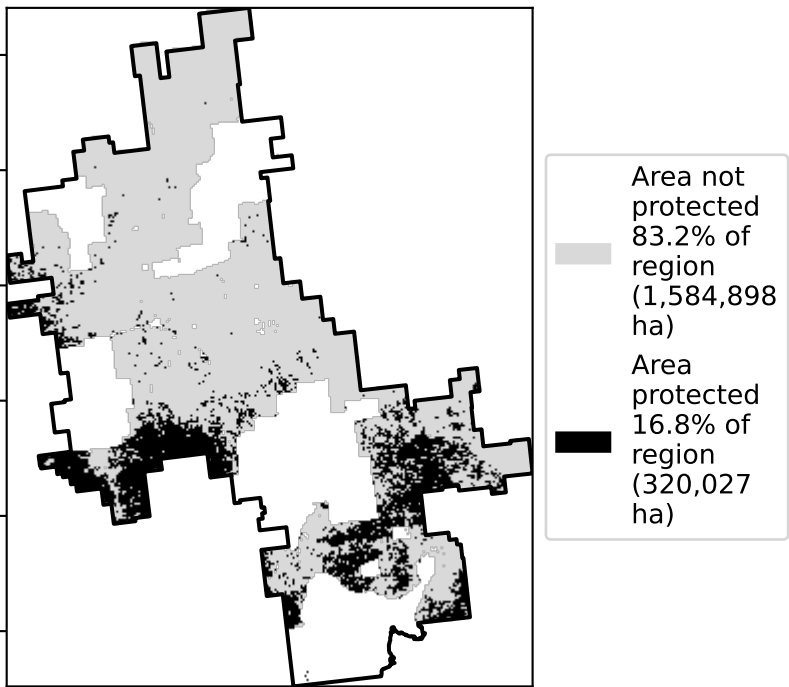 Area not
protected
83.2% of
region
(1,584,898
ha)
Area
protected
16.8% of
region
(320,027
ha)